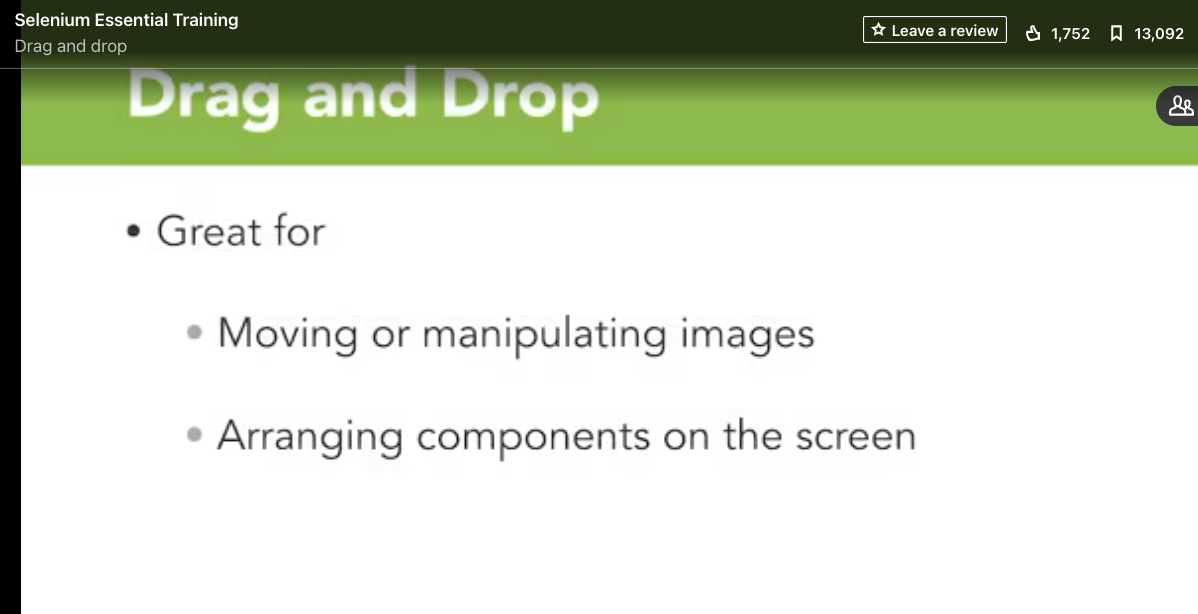 Selenium Essential Training
Drag and drop
Leave a review
1,752
13,092
Drag and Drop
• Great for
• Moving or manipulating images
• Arranging components on the screen